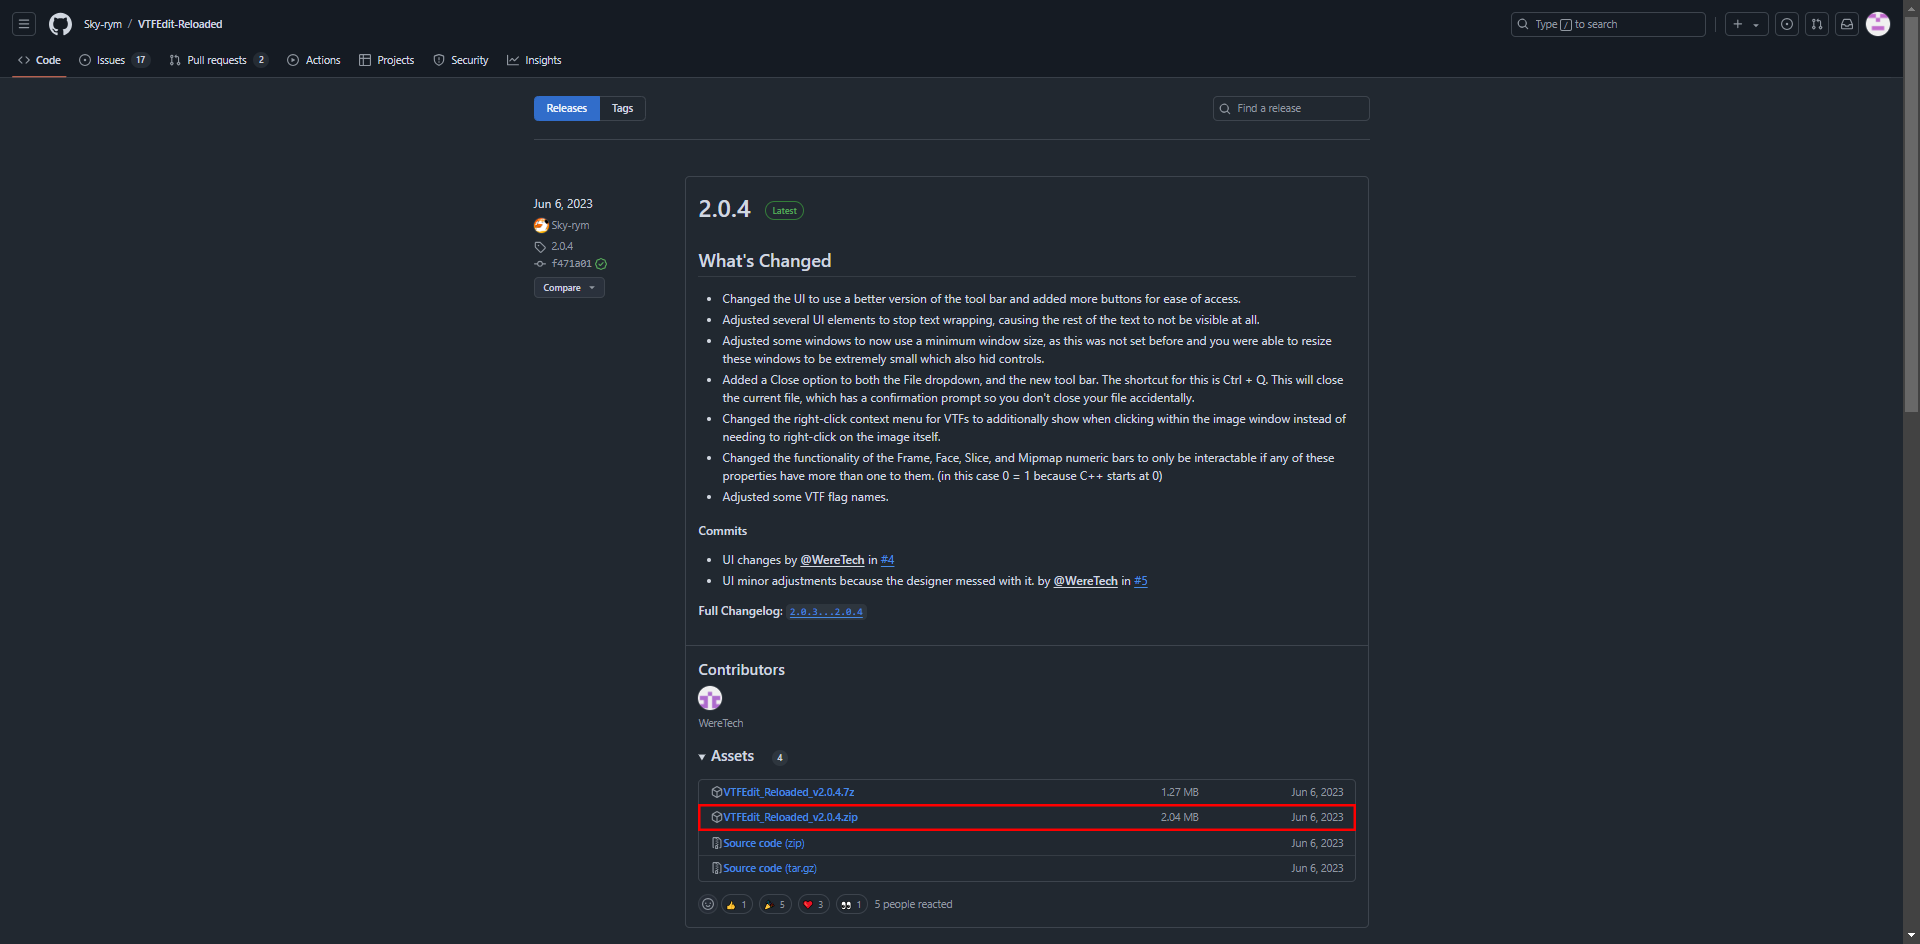 Sky-rym / VTFEdit-Reloaded
Type / to search
Code Issues 17 Pull requests 2 Actions Projects Security Insights
Releases Tags
Find a release
Jun 6, 2023
Sky-rym
2.0.4
f471a01
Compare
2.0.4 Latest
What's Changed
Changed the UI to use a better version of the tool bar and added more buttons for ease of access.
Adjusted several UI elements to stop text wrapping, causing the rest of the text to not be visible at all.
Adjusted some windows to now use a minimum window size, as this was not set before and you were able to resize
these windows to be extremely small which also hid controls.
Added a Close option to both the File dropdown, and the new tool bar. The shortcut for this is Ctrl + Q. This will close
the current file, which has a confirmation prompt so you don't close your file accidentally.
Changed the right-click context menu for VTFs to additionally show when clicking within the image window instead of
needing to right-click on the image itself.
Changed the functionality of the Frame, Face, Slice, and Mipmap numeric bars to only be interactable if any of these
properties have more than one to them. (in this case 0 = 1 because C++ starts at 0)
Adjusted some VTF flag names.
Commits
UI changes by @WereTech in #4
UI minor adjustments because the designer messed with it. by @WereTech in #5
Full Changelog: 2.0.3...2.0.4
Contributors
WereTech
Assets 4
VTFEdit_Reloaded_v2.0.4.7z 1.27 MB Jun 6, 2023
VTFEdit_Reloaded_v2.0.4.zip 2.04 MB Jun 6, 2023
Source code (zip) Jun 6, 2023
Source code (tar.gz) Jun 6, 2023
1 5 3 1 5 people reacted